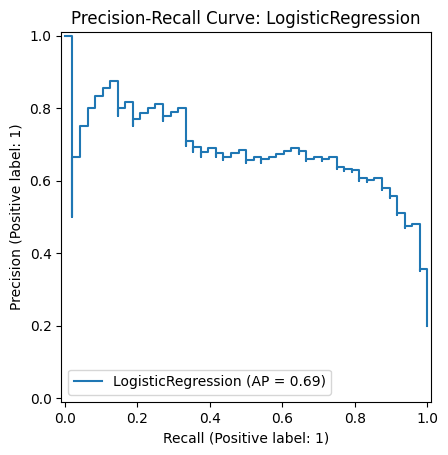 Precision-Recall Curve: LogisticRegression
1.0
0.8
0.6
0.4
0.2
0.0
Precision (Positive label: 1)
LogisticRegression (AP = 0.69)
0.0 0.2 0.4 0.6 0.8 1.0
Recall (Positive label: 1)